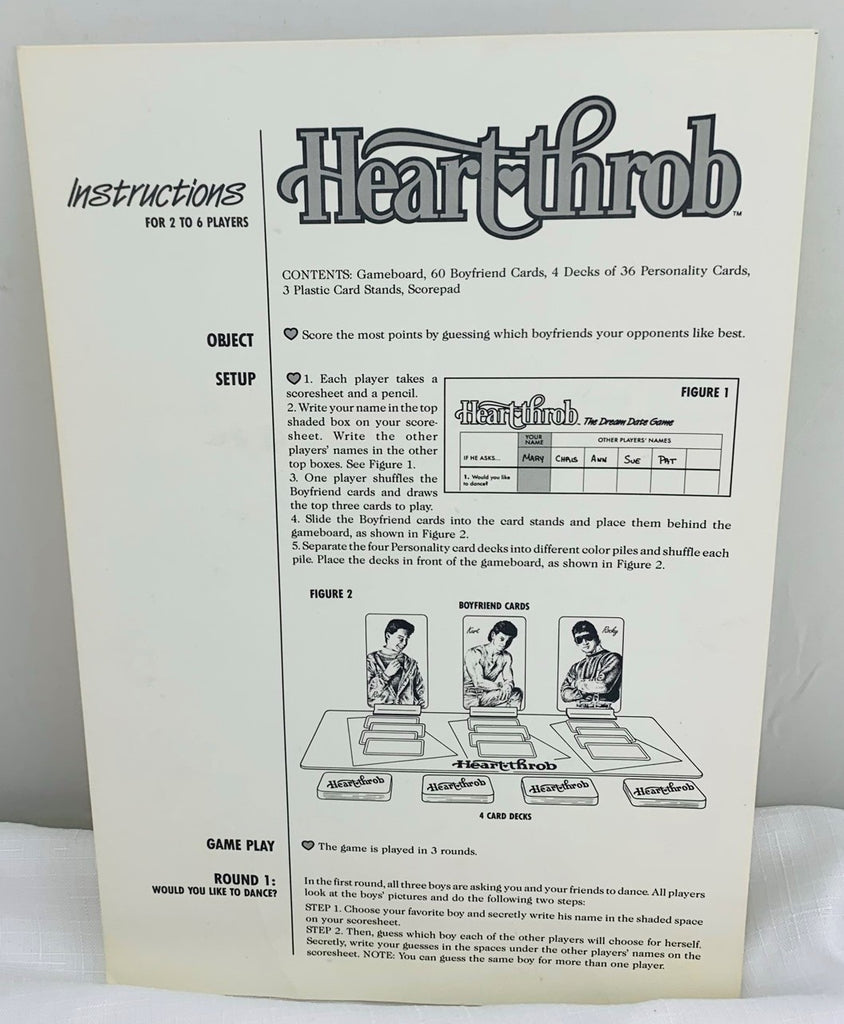 Heart-throb™
Instructions
FOR 2 TO 6 PLAYERS
CONTENTS: Gameboard, 60 Boyfriend Cards, 4 Decks of 36 Personality Cards,
3 Plastic Card Stands, Scorepad
OBJECT
Score the most points by guessing which boyfriends your opponents like best.
SETUP
1. Each player takes a
scoresheet and a pencil.
2. Write your name in the top
shaded box on your score-
sheet. Write the other
players' names in the other
top boxes. See Figure 1.
3. One player shuffles the
Boyfriend cards and draws
the top three cards to play.
FIGURE 1
Heart-throb™ The Dream Date Game
YOUR
NAME
OTHER PLAYERS' NAMES
IF HE ASKS... MARY CHRIS ANN SUE PAT
1. Would you like
to dance?
4. Slide the Boyfriend cards into the card stands and place them behind the
gameboard, as shown in Figure 2.
5. Separate the four Personality card decks into different color piles and shuffle each
pile. Place the decks in front of the gameboard, as shown in Figure 2.
FIGURE 2
BOYFRIEND CARDS
Kurt
Rocky
Heart-throb
Heart-throb
Heart-throb
Heart-throb
Heart-throb
4 CARD DECKS
GAME PLAY
The game is played in 3 rounds.
ROUND 1:
WOULD YOU LIKE TO DANCE?
In the first round, all three boys are asking you and your friends to dance. All players
look at the boys' pictures and do the following two steps:
STEP 1. Choose your favorite boy and secretly write his name in the shaded space
on your scoresheet.
STEP 2. Then, guess which boy each of the other players will choose for herself.
Secretly, write your guesses in the spaces under the other players' names on the
scoresheet. NOTE: You can guess the same boy for more than one player.